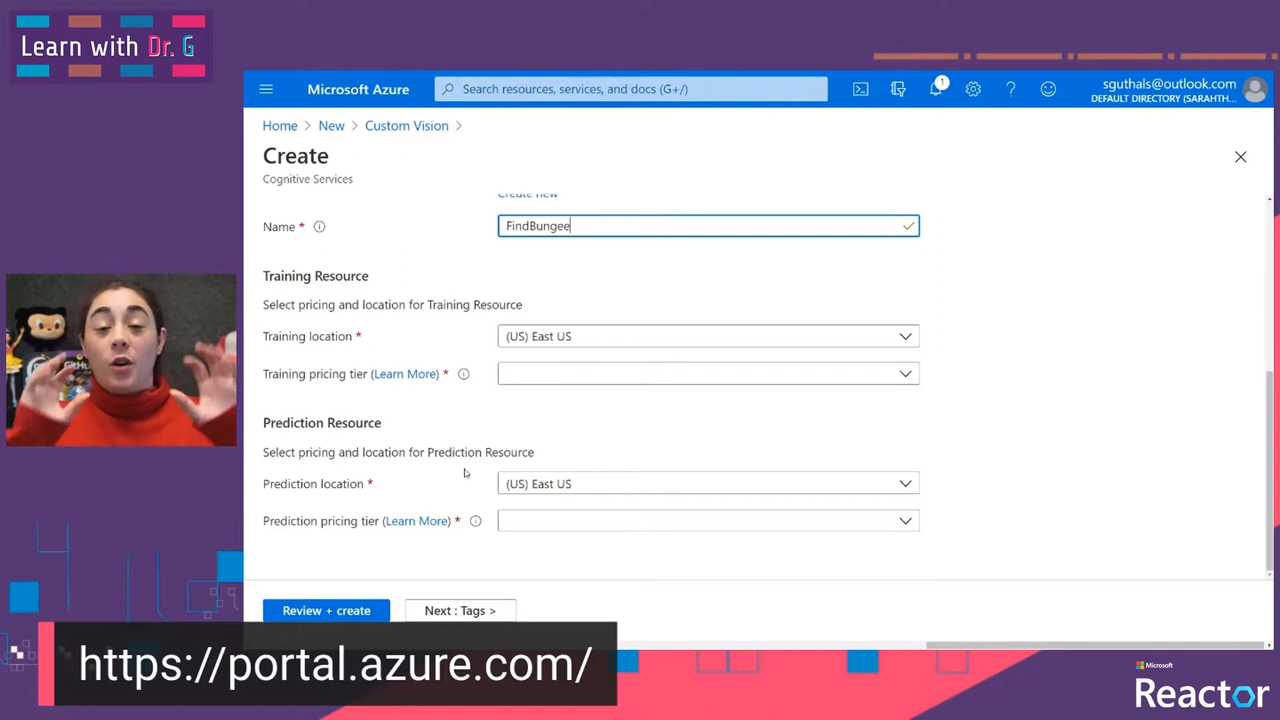 Learn with Dr. G
Microsoft Azure
Search resources, services, and docs (G+/)
1
sguthals@outlook.com
DEFAULT DIRECTORY (SARAHTH...
Home > New > Custom Vision >
Create
Cognitive Services
Create new
Name *
FindBungee
Training Resource
Select pricing and location for Training Resource
Training location *
(US) East US
Training pricing tier (Learn More) *
Prediction Resource
Select pricing and location for Prediction Resource
Prediction location *
(US) East US
Prediction pricing tier (Learn More) *
Review + create
Next : Tags >
https://portal.azure.com/
Microsoft
Reactor